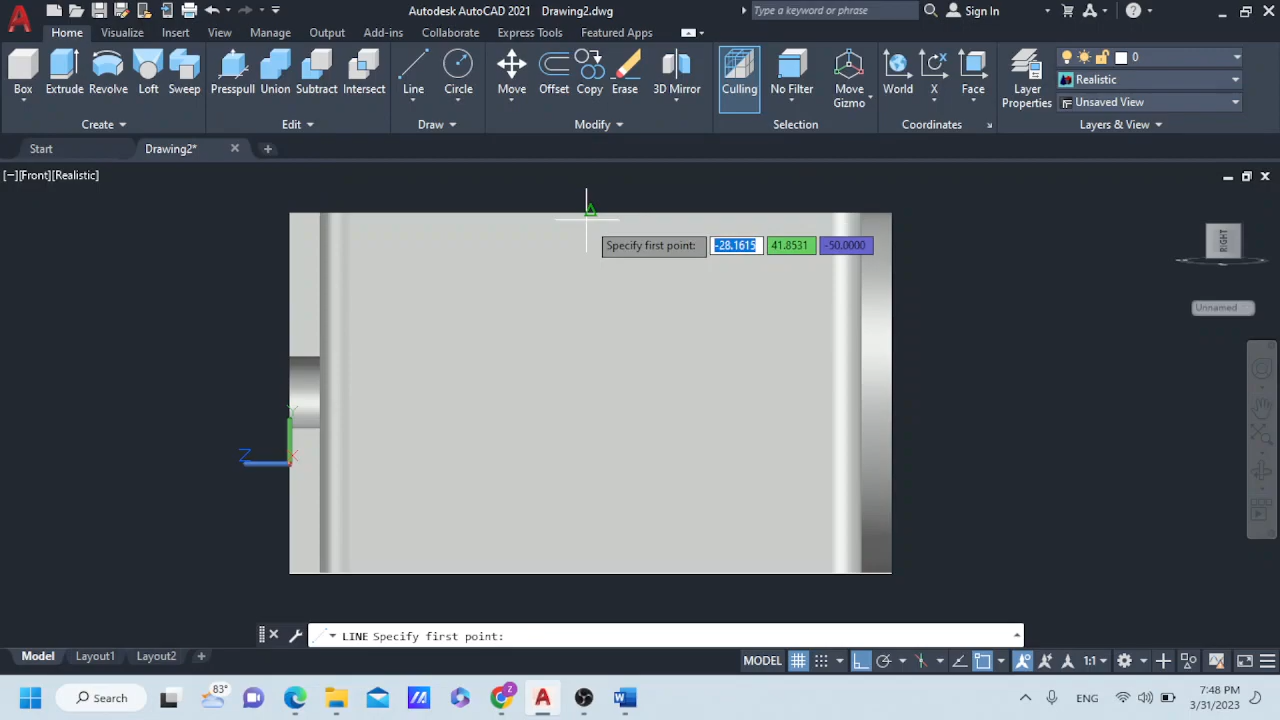 Autodesk AutoCAD 2021 Drawing2.dwg
Type a keyword or phrase
Sign In
Home Visualize Insert View Manage Output Add-ins Collaborate Express Tools Featured Apps
Box Extrude Revolve Loft Sweep
Presspull Union Subtract Intersect
Line Circle
Move Offset Copy Erase 3D Mirror
Culling No Filter Move Gizmo
World X Face
Layer Properties
0
Realistic
Unsaved View
Create Edit Draw Modify Selection Coordinates Layers & View
Start Drawing2*
[−][Front][Realistic]
Specify first point: -28.1615 41.8531 -50.0000
RIGHT
Unnamed
Y
Z X
LINE Specify first point:
Model Layout1 Layout2
MODEL 1:1
Search
83°
z
ENG
7:48 PM
3/31/2023